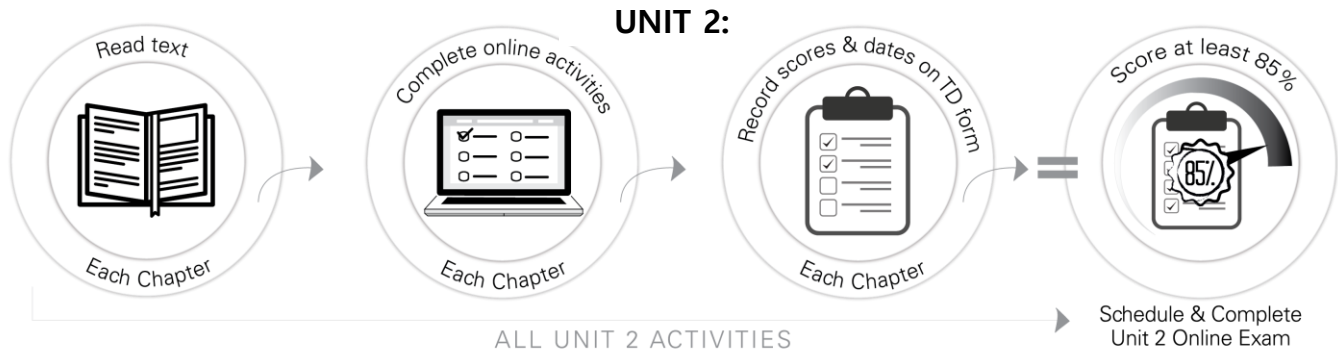 UNIT 2:
Read text
Each Chapter
Complete online activities
Each Chapter
Record scores & dates on TD form
Each Chapter
=
Score at least 85%
85%
Schedule & Complete
Unit 2 Online Exam
ALL UNIT 2 ACTIVITIES